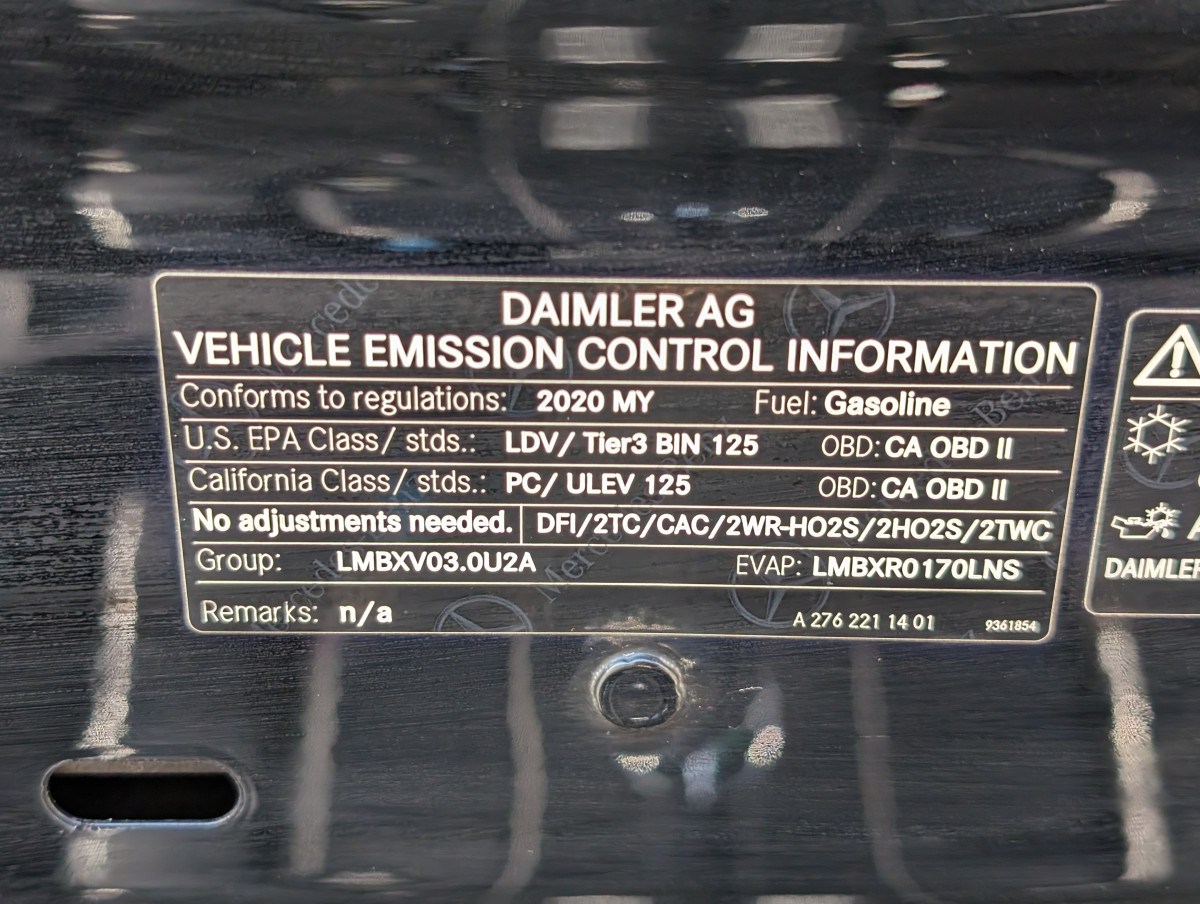 DAIMLER AG
VEHICLE EMISSION CONTROL INFORMATION
Conforms to regulations: 2020 MY Fuel: Gasoline
U.S. EPA Class/ stds.: LDV/ Tier3 BIN 125 OBD: CA OBD II
California Class/ stds.: PC/ ULEV 125 OBD: CA OBD II
No adjustments needed. DFI/2TC/CAC/2WR-HO2S/2HO2S/2TWC
Group: LMBXV03.0U2A EVAP: LMBXR0170LNS
Remarks: n/a A 276 221 14 01 9361854
DAIMLER